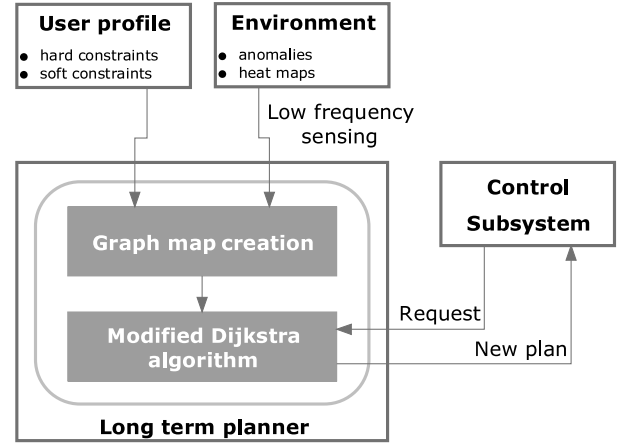 User profile
● hard constraints
● soft constraints
Environment
● anomalies
● heat maps
Low frequency
sensing
Graph map creation
Modified Dijkstra
algorithm
Long term planner
Control
Subsystem
Request
New plan